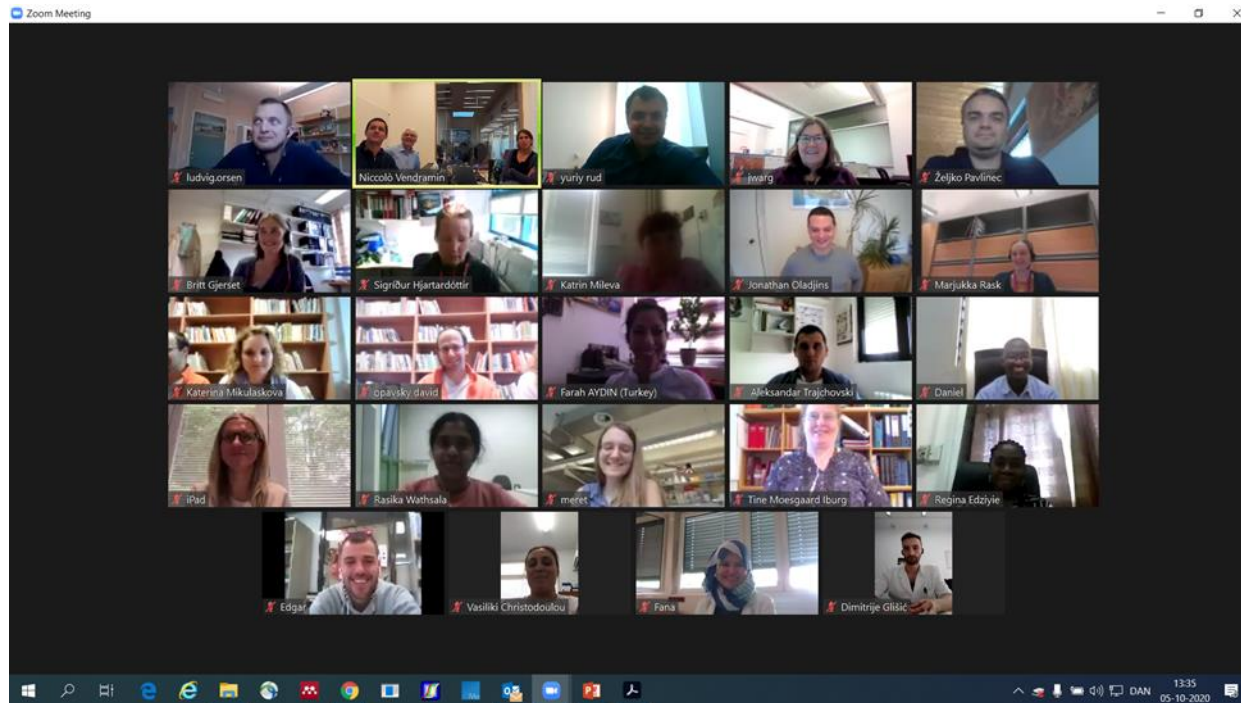 Zoom Meeting
ludvig.orsen
Niccolò Vendramin
yuriy rud
jwarg
Željko Pavlinec
Britt Gjerset
Sigríður Hjartardóttir
Katrin Mileva
Jonathan Oladjins
Marjukka Rask
Katerina Mikulaskova
opavsky david
Farah AYDIN (Turkey)
Aleksandar Trajchovski
Daniel
iPad
Rasika Wathsala
meret
Tine Moesgaard Iburg
Regina Edziyie
Edgar
Vasiliki Christodoulou
Fana
Dimitrije Glišić
DAN
13:35
05-10-2020